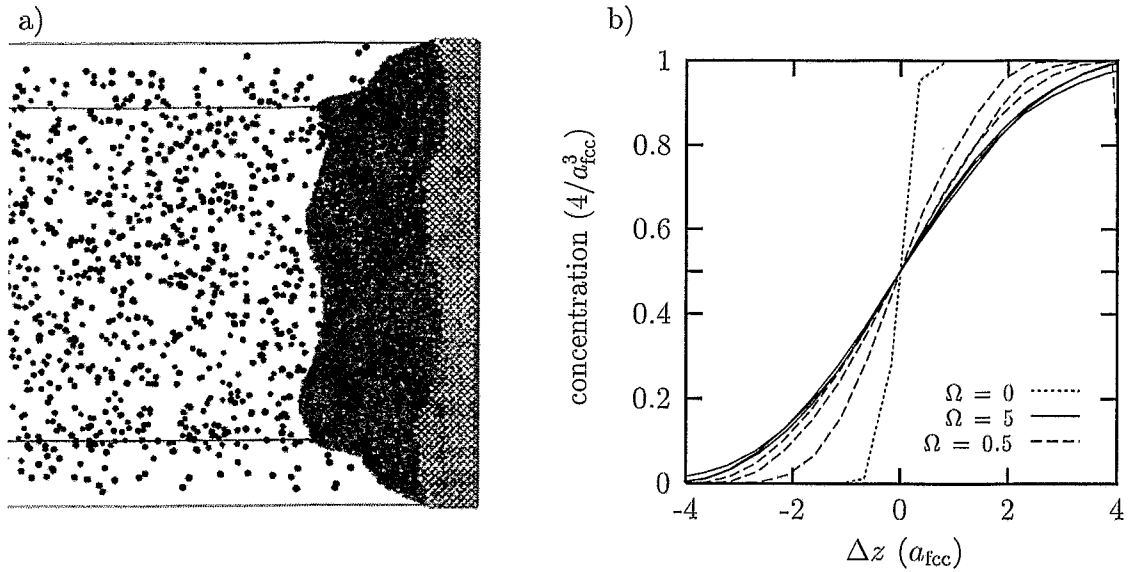 a)
b)
concentration (4/a³fcc)
1
0.8
0.6
0.4
0.2
0
Ω = 0
Ω = 5
Ω = 0.5
-4 -2 0 2 4
Δz (afcc)